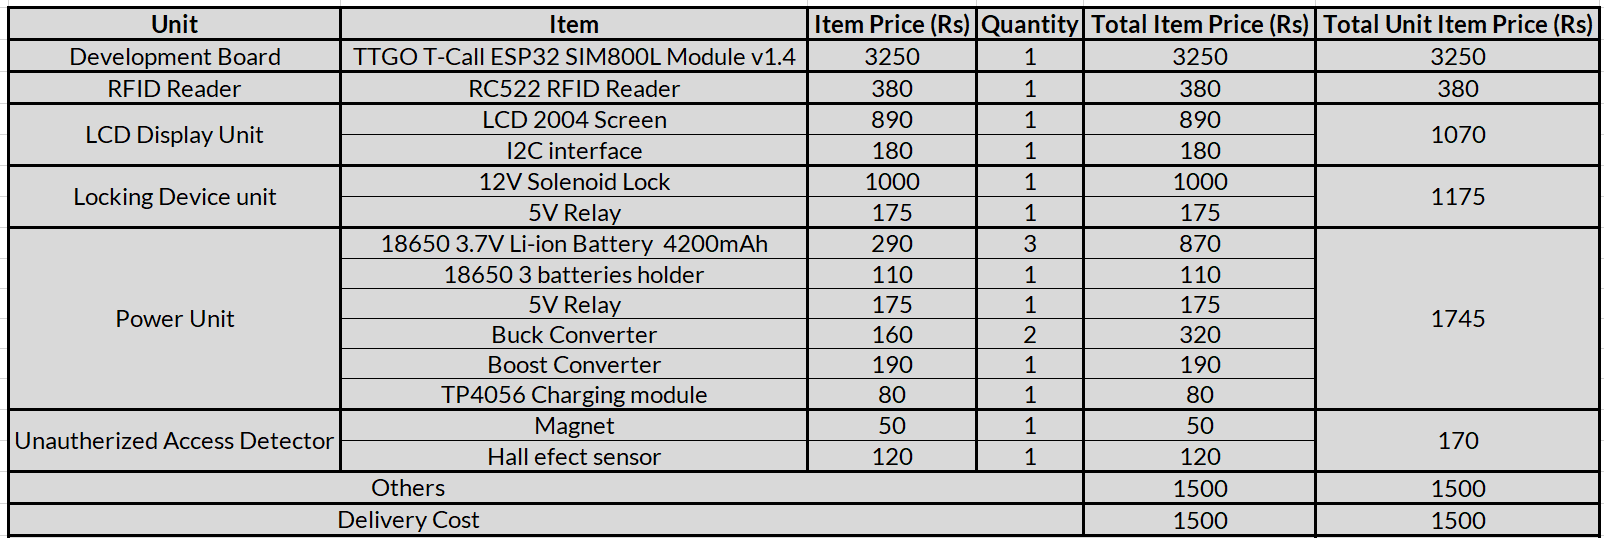 Unit Item Item Price (Rs) Quantity Total Item Price (Rs) Total Unit Item Price (Rs)
Development Board TTGO T-Call ESP32 SIM800L Module v1.4 3250 1 3250 3250
RFID Reader RC522 RFID Reader 380 1 380 380
LCD Display Unit LCD 2004 Screen 890 1 890 1070
I2C interface 180 1 180
Locking Device unit 12V Solenoid Lock 1000 1 1000 1175
5V Relay 175 1 175
Power Unit 18650 3.7V Li-ion Battery  4200mAh 290 3 870 1745
18650 3 batteries holder 110 1 110
5V Relay 175 1 175
Buck Converter 160 2 320
Boost Converter 190 1 190
TP4056 Charging module 80 1 80
Unautherized Access Detector Magnet 50 1 50 170
Hall efect sensor 120 1 120
Others 1500 1500
Delivery Cost 1500 1500